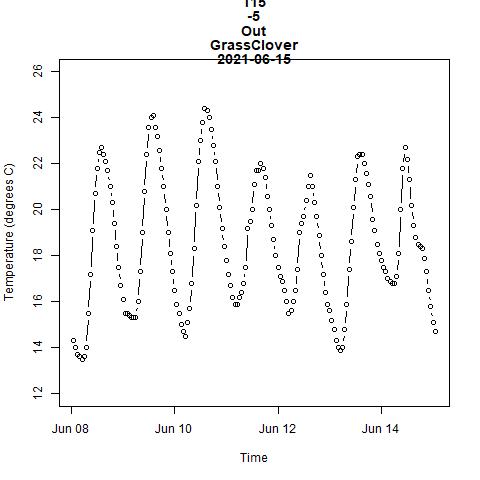 T15
-5
Out
GrassClover
2021-06-15
26
24
22
20
18
16
14
12
Temperature (degrees C)
Jun 08 Jun 10 Jun 12 Jun 14
Time